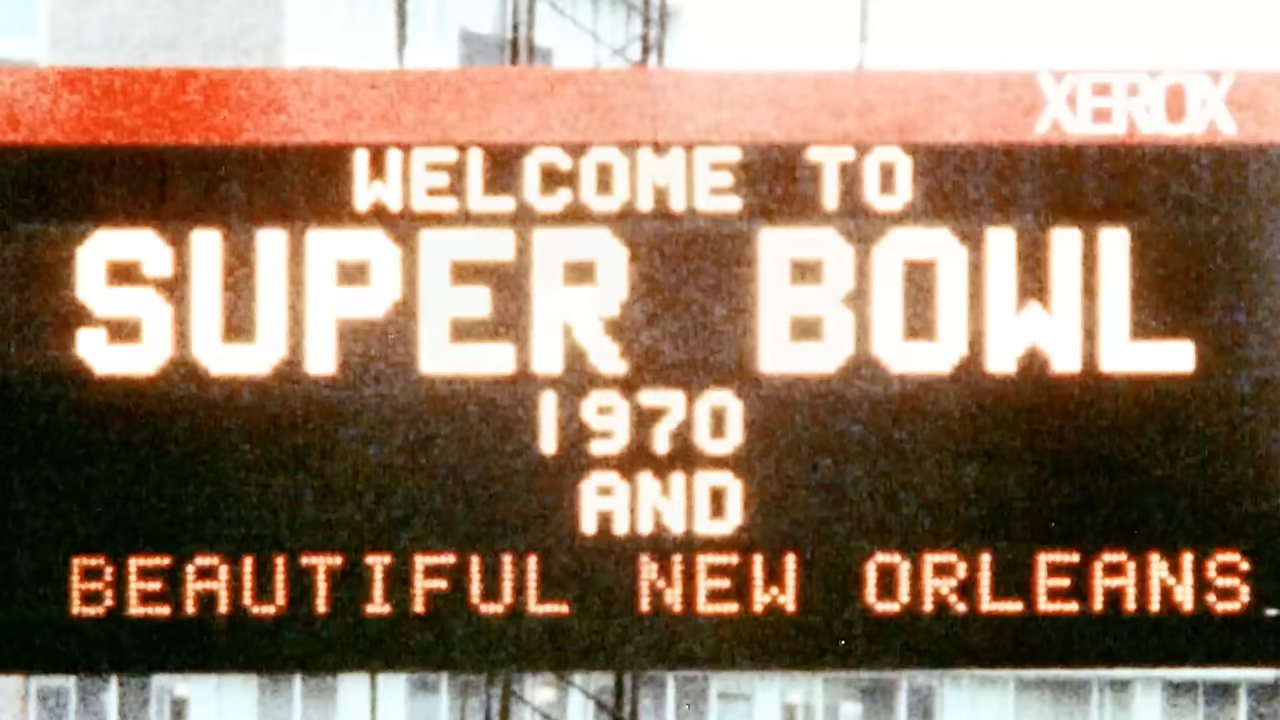 XEROX
WELCOME TO
SUPER BOWL
1970
AND
BEAUTIFUL NEW ORLEANS